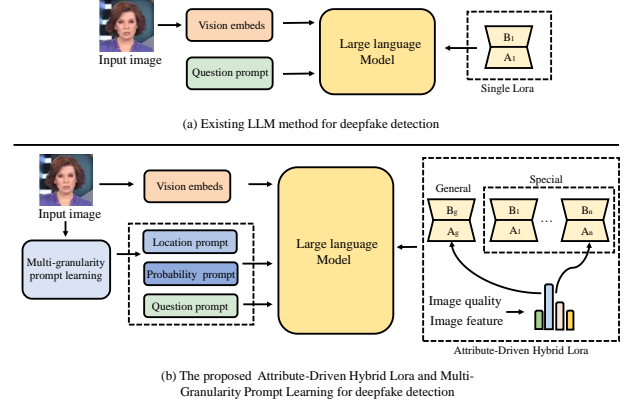 Input image
Vision embeds
Question prompt
Large language
Model
B1
A1
Single Lora
(a) Existing LLM method for deepfake detection
Input image
Multi-granularity
prompt learning
Vision embeds
Location prompt
Probability prompt
Question prompt
Large language
Model
General
Bg
Ag
Special
B1
A1
...
Bn
An
Image quality
Image feature
Attribute-Driven Hybrid Lora
(b) The proposed Attribute-Driven Hybrid Lora and Multi-
Granularity Prompt Learning for deepfake detection